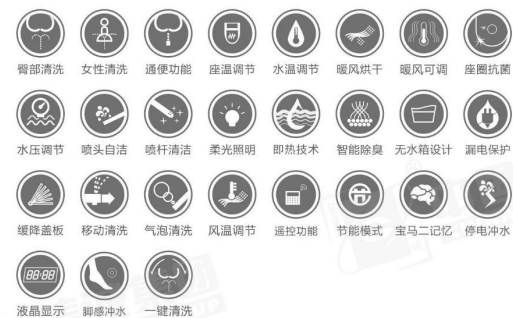 臀部清洗 女性清洗 通便功能 座温调节 水温调节 暖风烘干 暖风可调 座圈抗菌
水压调节 喷头自洁 喷杆清洁 柔光照明 即热技术 智能除臭 无水箱设计 漏电保护
缓降盖板 移动清洗 气泡清洗 风温调节 遥控功能 节能模式 宝马二记忆 停电冲水
88:88
液晶显示 脚感冲水 一键清洗